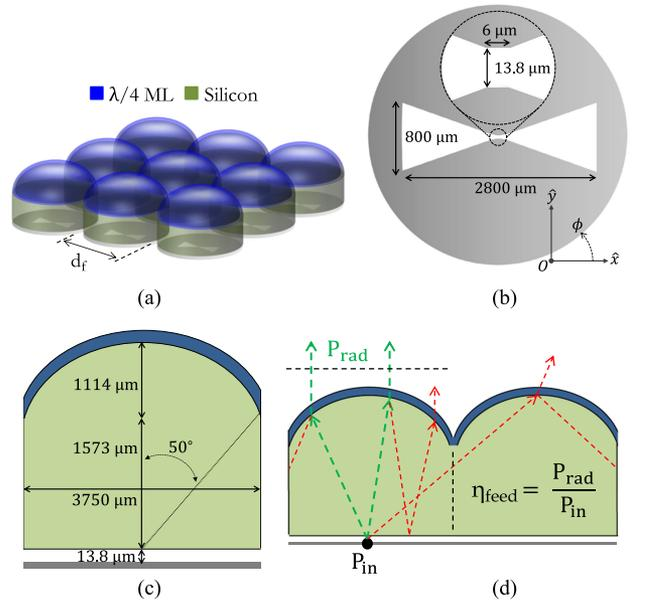 λ/4 ML Silicon
d_f
(a)
6 μm
13.8 μm
800 μm
2800 μm
ŷ
ϕ
O
x̂
(b)
1114 μm
1573 μm
50°
3750 μm
13.8 μm
(c)
P_rad
η_feed = P_rad / P_in
P_in
(d)